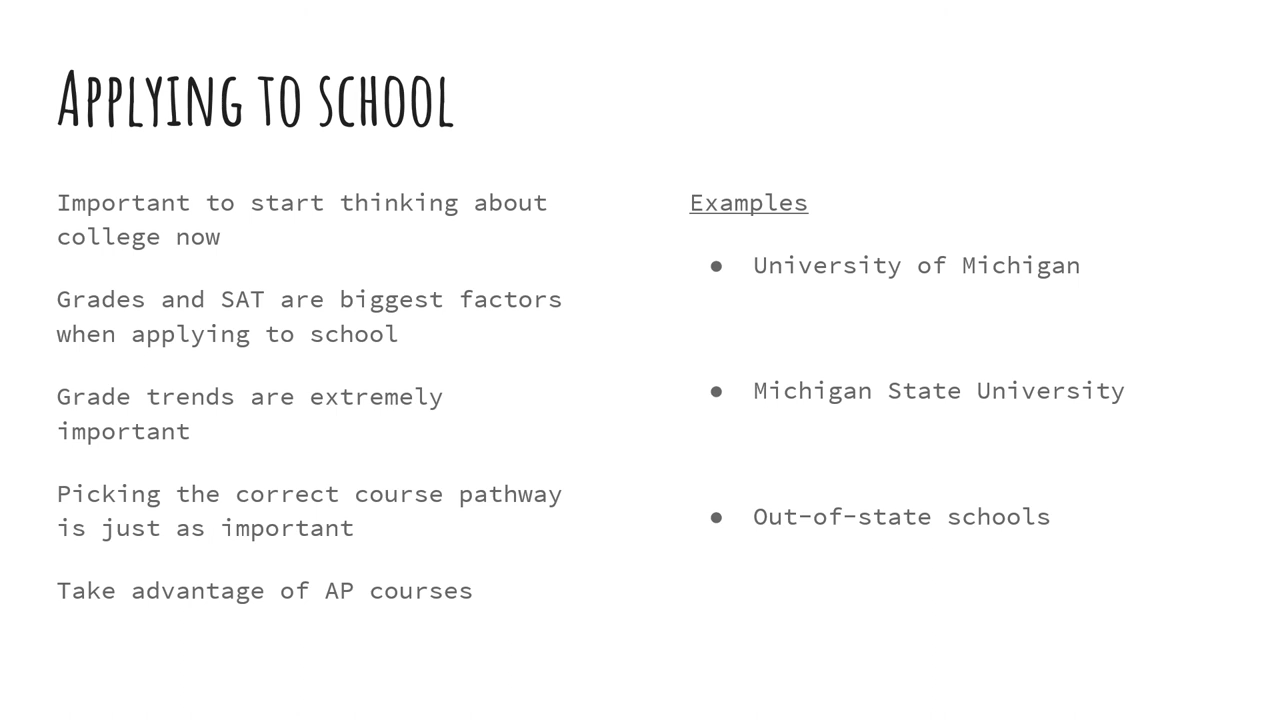 Applying to school
Important to start thinking about
college now
Grades and SAT are biggest factors
when applying to school
Grade trends are extremely
important
Picking the correct course pathway
is just as important
Take advantage of AP courses
Examples
● University of Michigan
● Michigan State University
● Out-of-state schools